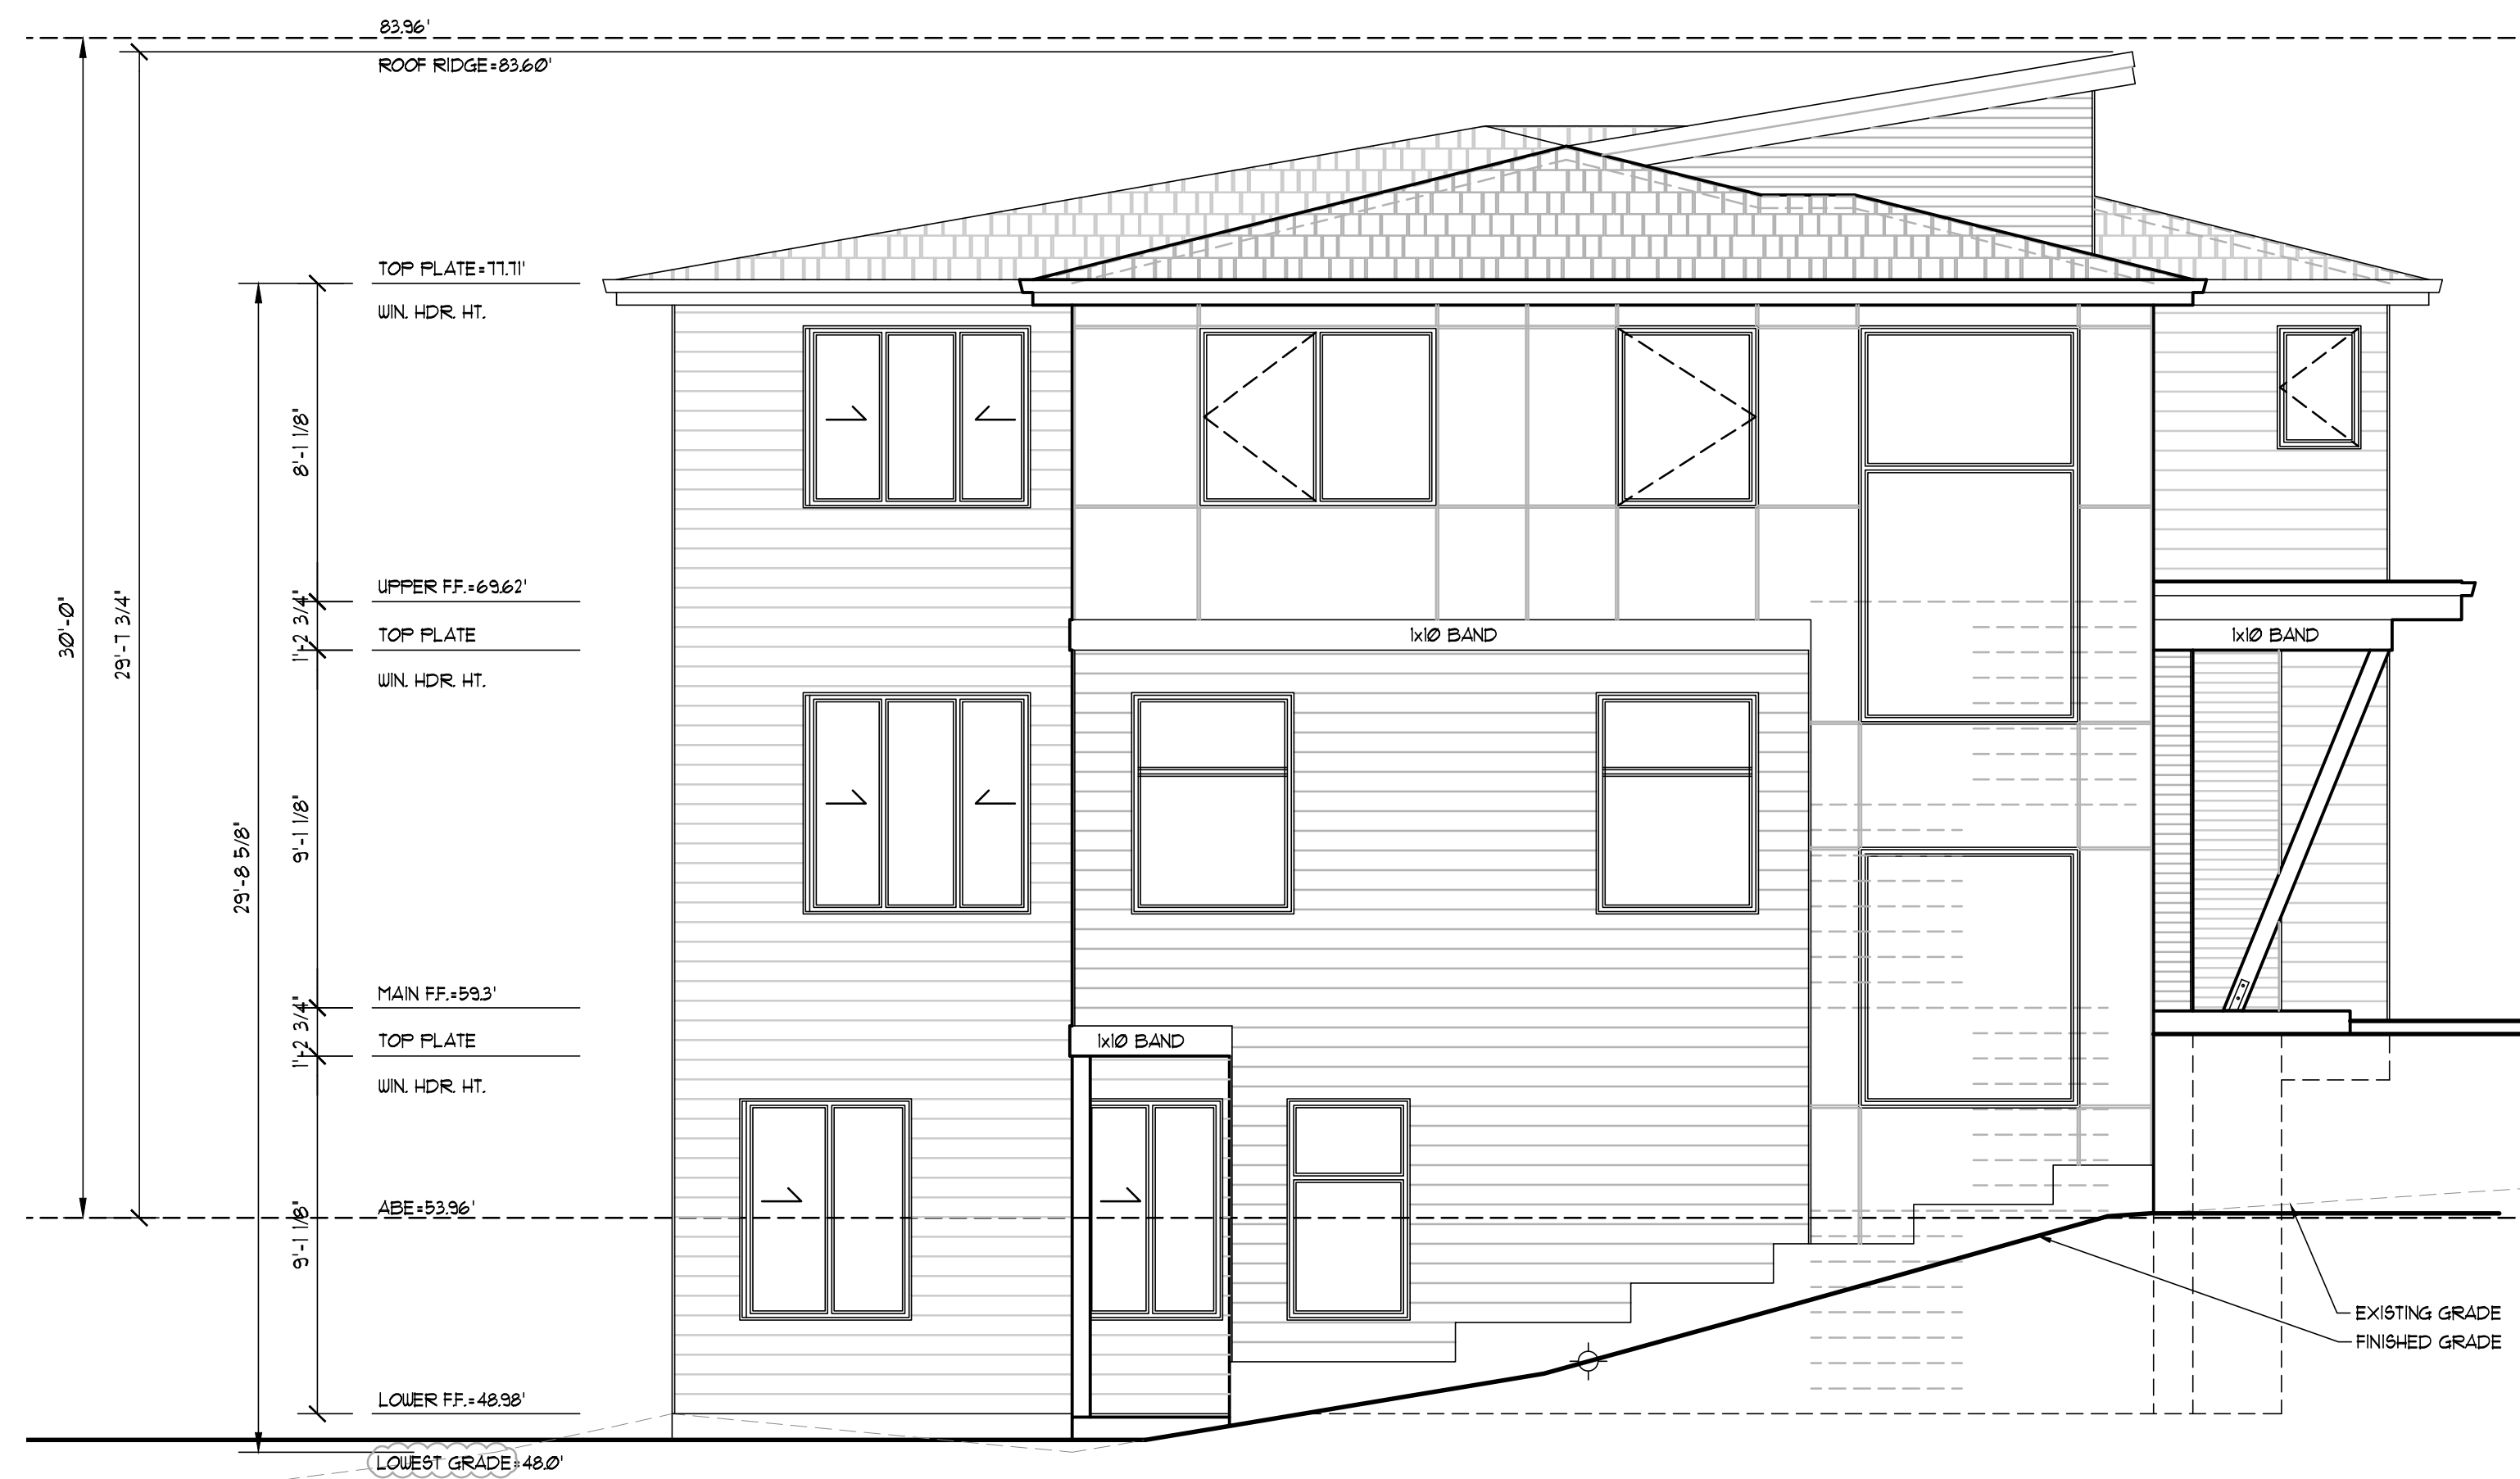 83.96'
ROOF RIDGE=83.60'
TOP PLATE=77.71'
WIN. HDR. HT.
8'-1 1/8"
UPPER F.F.=69.62'
1'-2 3/4"
TOP PLATE
1x10 BAND
1x10 BAND
30'-0"
29'-7 3/4"
WIN. HDR. HT.
9'-1 1/8"
29'-8 5/8"
MAIN F.F.=59.3'
1'-2 3/4"
TOP PLATE
1x10 BAND
WIN. HDR. HT.
ABE=53.96'
9'-1 1/8"
EXISTING GRADE
FINISHED GRADE
LOWER F.F.=48.98'
LOWEST GRADE=48.0'